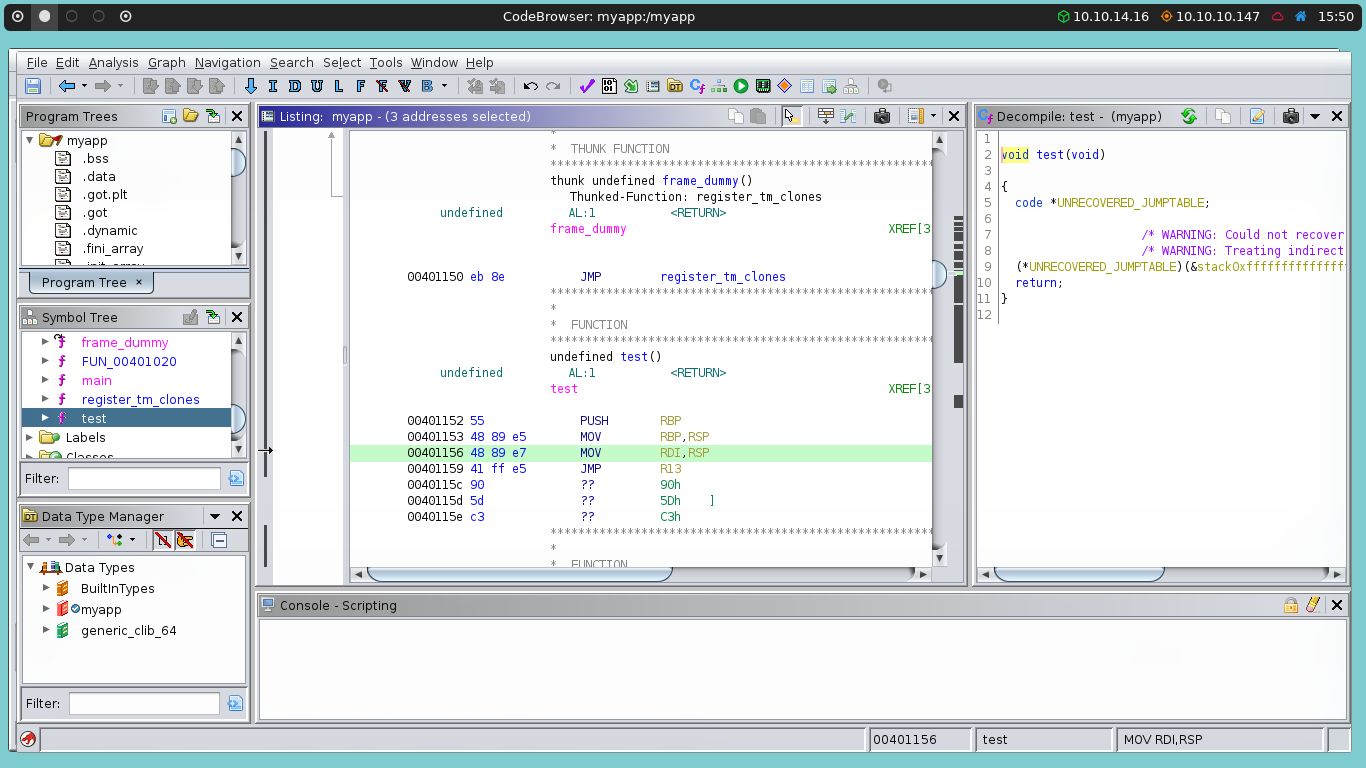 CodeBrowser: myapp:/myapp
10.10.14.16 10.10.10.147 15:50
File Edit Analysis Graph Navigation Search Select Tools Window Help
I D U L F R V B
Program Trees
myapp
.bss
.data
.got.plt
.got
.dynamic
.fini_array
Program Tree ×
Symbol Tree
frame_dummy
FUN_00401020
main
register_tm_clones
test
Labels
Classes
Filter:
Data Type Manager
Data Types
BuiltInTypes
myapp
generic_clib_64
Filter:
Listing: myapp - (3 addresses selected)
*
* THUNK FUNCTION
******************************************************
thunk undefined frame_dummy()
Thunked-Function: register_tm_clones
undefined AL:1 <RETURN>
frame_dummy XREF[3
00401150 eb 8e JMP register_tm_clones
******************************************************
*
* FUNCTION
******************************************************
undefined test()
undefined AL:1 <RETURN>
test XREF[3
00401152 55 PUSH RBP
00401153 48 89 e5 MOV RBP,RSP
00401156 48 89 e7 MOV RDI,RSP
00401159 41 ff e5 JMP R13
0040115c 90 ?? 90h
0040115d 5d ?? 5Dh ]
0040115e c3 ?? C3h
******************************************************
*
* FUNCTION
Decompile: test - (myapp)
1
2 void test(void)
3
4 {
5 code *UNRECOVERED_JUMPTABLE;
6
7 /* WARNING: Could not recover
8 /* WARNING: Treating indirect
9 (*UNRECOVERED_JUMPTABLE)(&stack0xffffffffffffff
10 return;
11 }
12
Console - Scripting
00401156 test MOV RDI,RSP